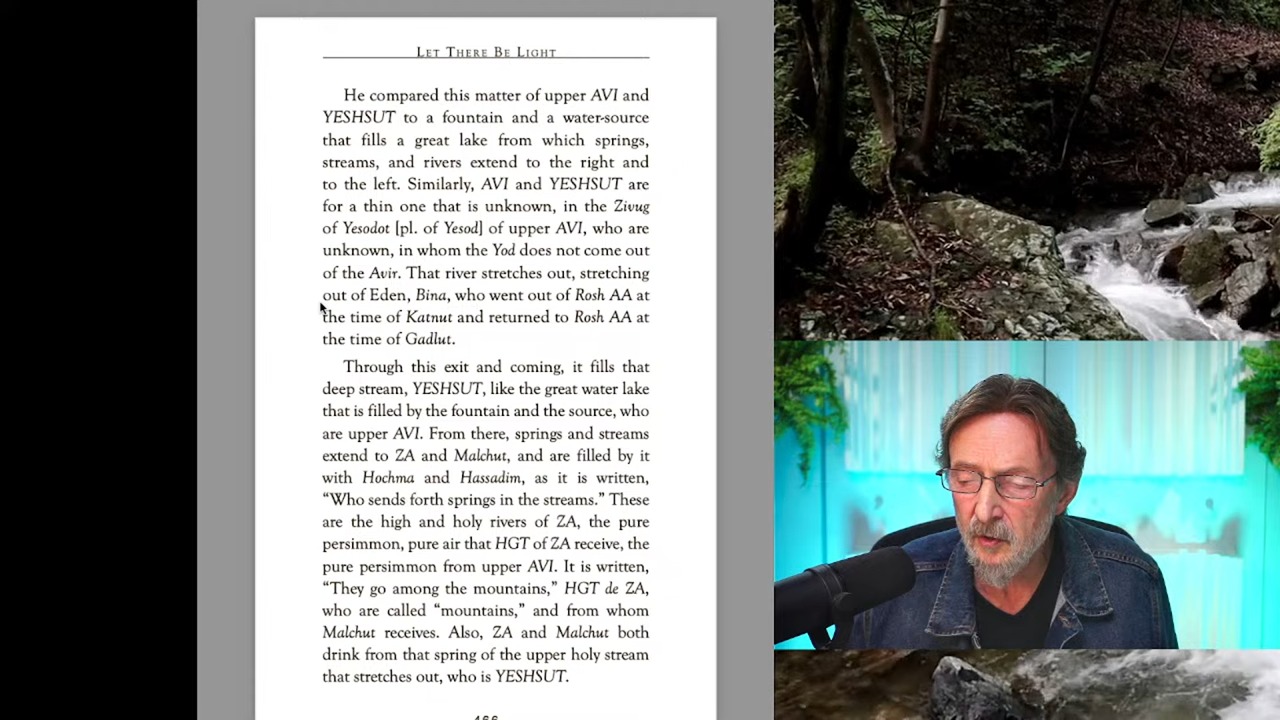 LET THERE BE LIGHT
He compared this matter of upper AVI and
YESHSUT to a fountain and a water-source
that fills a great lake from which springs,
streams, and rivers extend to the right and
to the left. Similarly, AVI and YESHSUT are
for a thin one that is unknown, in the Zivug
of Yesodot [pl. of Yesod] of upper AVI, who are
unknown, in whom the Yod does not come out
of the Avir. That river stretches out, stretching
out of Eden, Bina, who went out of Rosh AA at
the time of Katnut and returned to Rosh AA at
the time of Gadlut.
Through this exit and coming, it fills that
deep stream, YESHSUT, like the great water lake
that is filled by the fountain and the source, who
are upper AVI. From there, springs and streams
extend to ZA and Malchut, and are filled by it
with Hochma and Hassadim, as it is written,
“Who sends forth springs in the streams.” These
are the high and holy rivers of ZA, the pure
persimmon, pure air that HGT of ZA receive, the
pure persimmon from upper AVI. It is written,
“They go among the mountains,” HGT de ZA,
who are called “mountains,” and from whom
Malchut receives. Also, ZA and Malchut both
drink from that spring of the upper holy stream
that stretches out, who is YESHSUT.